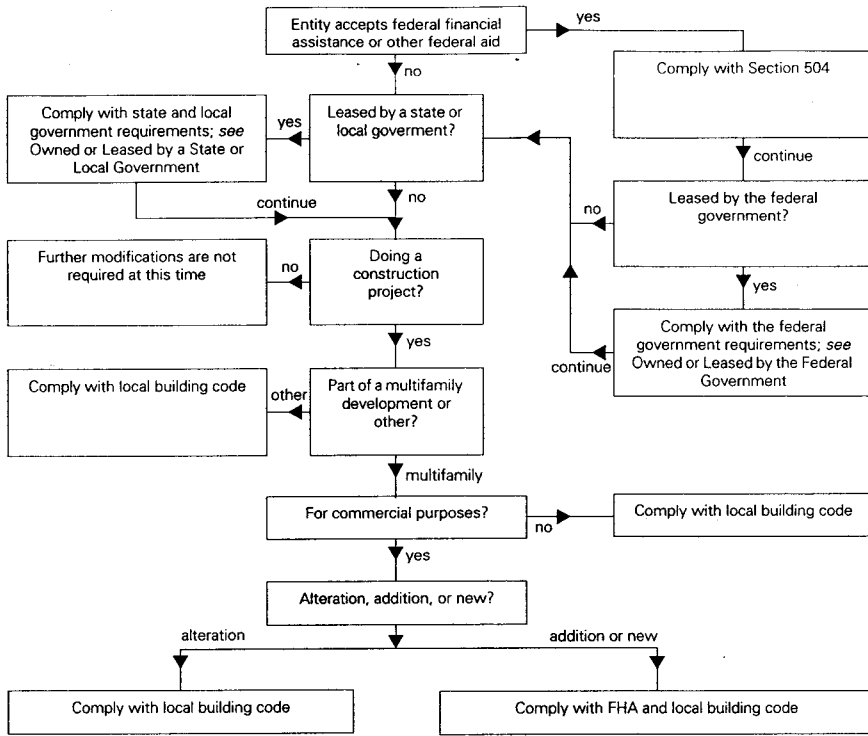 Entity accepts federal financial
assistance or other federal aid
yes
no
Comply with Section 504
Comply with state and local
government requirements; see
Owned or Leased by a State or
Local Government
yes
Leased by a state or
local goverment?
continue
Leased by the federal
government?
no
continue
no
yes
Further modifications are not
required at this time
no
Doing a
construction
project?
Comply with the federal
government requirements; see
Owned or Leased by the Federal
Government
continue
yes
Comply with local building code
other
Part of a multifamily
development or
other?
multifamily
For commercial purposes?
no
Comply with local building code
yes
Alteration, addition, or new?
alteration
addition or new
Comply with local building code
Comply with FHA and local building code